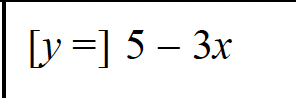 [y =] 5 – 3x